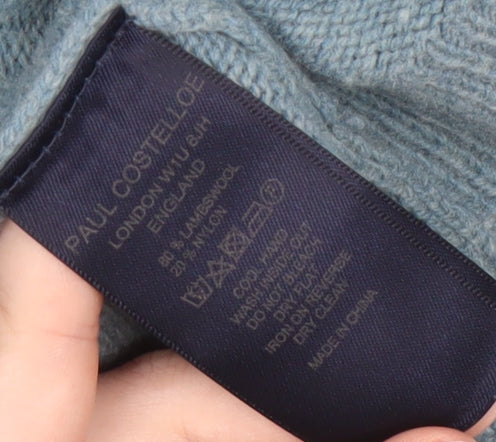 PAUL COSTELLOE
LONDON W1U 6JH
ENGLAND
80 % LAMBSWOOL
20 % NYLON
COOL HAND
WASH INSIDE OUT
DO NOT BLEACH
DRY FLAT
IRON ON REVERSE
DRY CLEAN
MADE IN CHINA